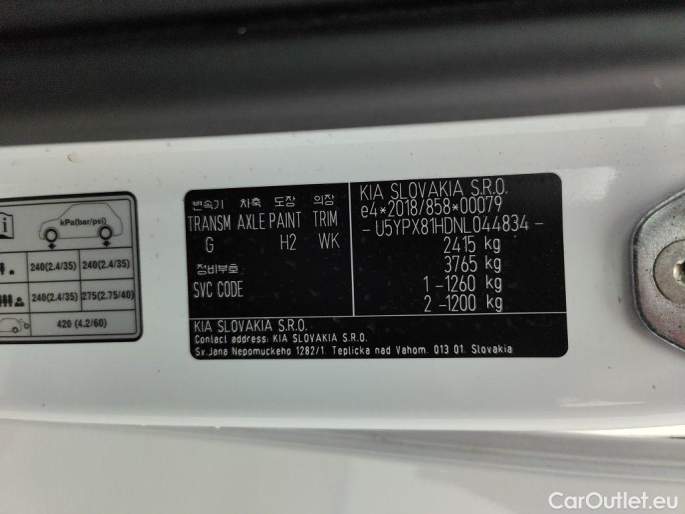 kPa(bar/psi)
240(2.4/35) 240(2.4/35)
240(2.4/35) 275(2.75/40)
420 (4.2/60)
변속기 차축 도장 의장
TRANSM AXLE PAINT TRIM
G H2 WK
정비부호
SVC CODE
KIA SLOVAKIA S.R.O.
e4*2018/858*00079
- U5YPX81HDNL044834 -
2415 kg
3765 kg
1 -1260 kg
2 -1200 kg
KIA SLOVAKIA S.R.O.
Contact address: KIA SLOVAKIA S.R.O.
Sv.Jana Nepomuckeho 1282/1. Teplicka nad Vahom. 013 01. Slovakia
CarOutlet.eu